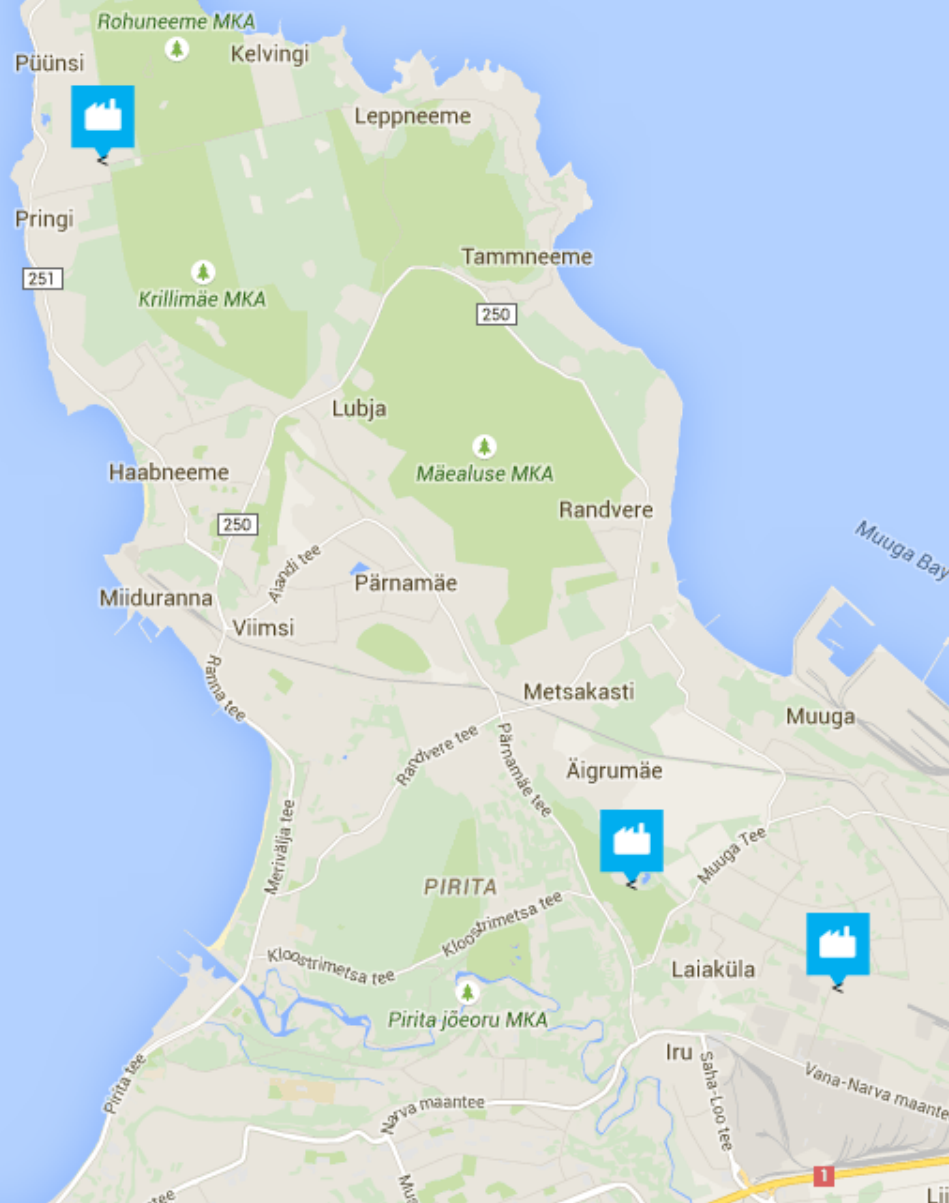 Rohuneeme MKA
Püünsi
Kelvingi
Leppneeme
Pringi
Tammneeme
251
Krillimäe MKA
250
Lubja
Haabneeme
Mäealuse MKA
Randvere
250
Muuga Bay
Aiandi tee
Pärnamäe
Miiduranna
Viimsi
Ranna tee
Metsakasti
Muuga
Randvere tee
Pärnamäe tee
Äigrumäe
Merivälja tee
Muuga Tee
PIRITA
Kloostrimetsa tee
Kloostrimetsa tee
Laiaküla
Pirita jõeoru MKA
Iru
Pirita tee
Saha-Loo tee
Vana-Narva maantee
Narva maantee
1
tee